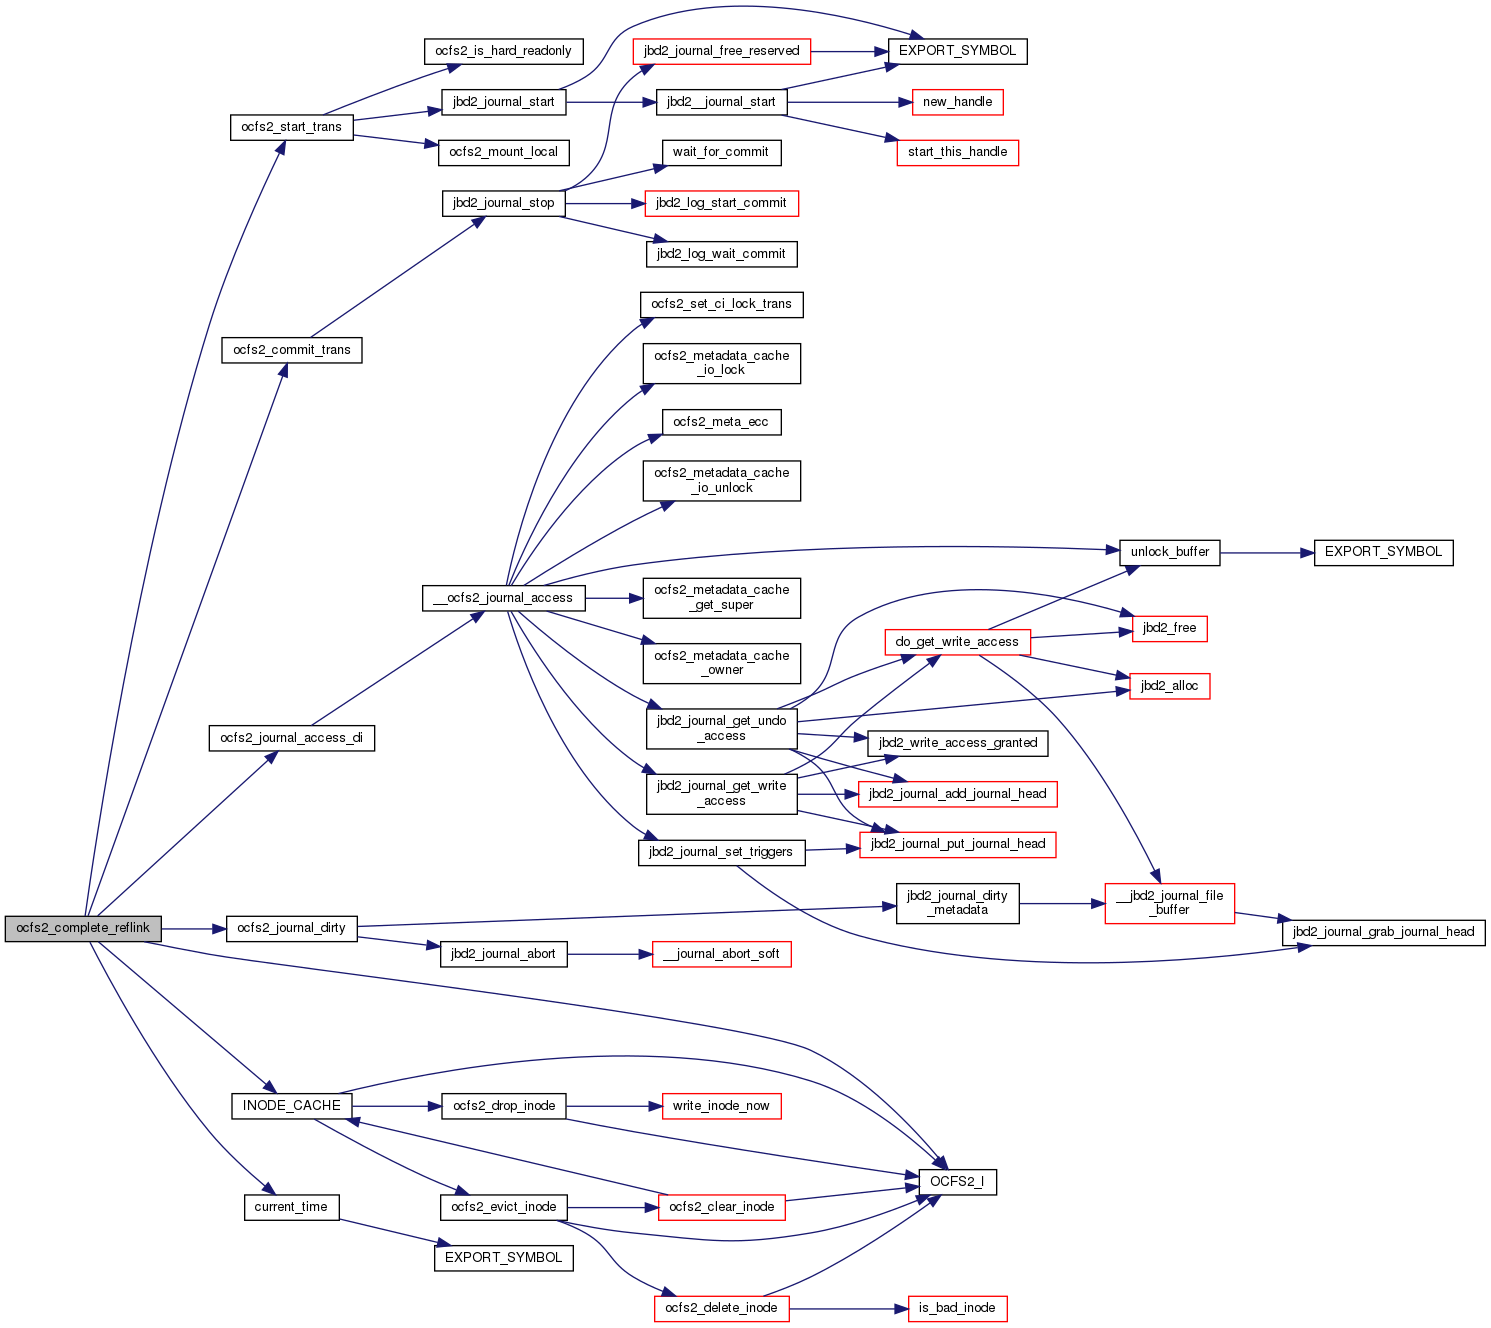 ocfs2_is_hard_readonly
jbd2_journal_free_reserved
EXPORT_SYMBOL
jbd2_journal_start
jbd2__journal_start
new_handle
ocfs2_start_trans
ocfs2_mount_local
wait_for_commit
start_this_handle
jbd2_journal_stop
jbd2_log_start_commit
jbd2_log_wait_commit
ocfs2_set_ci_lock_trans
ocfs2_commit_trans
ocfs2_metadata_cache
_io_lock
ocfs2_meta_ecc
ocfs2_metadata_cache
_io_unlock
unlock_buffer
EXPORT_SYMBOL
__ocfs2_journal_access
ocfs2_metadata_cache
_get_super
do_get_write_access
jbd2_free
ocfs2_metadata_cache
_owner
jbd2_alloc
ocfs2_journal_access_di
jbd2_journal_get_undo
_access
jbd2_write_access_granted
jbd2_journal_get_write
_access
jbd2_journal_add_journal_head
jbd2_journal_set_triggers
jbd2_journal_put_journal_head
jbd2_journal_dirty
_metadata
__jbd2_journal_file
_buffer
ocfs2_complete_reflink
ocfs2_journal_dirty
jbd2_journal_grab_journal_head
jbd2_journal_abort
__journal_abort_soft
INODE_CACHE
ocfs2_drop_inode
write_inode_now
OCFS2_I
current_time
ocfs2_evict_inode
ocfs2_clear_inode
EXPORT_SYMBOL
ocfs2_delete_inode
is_bad_inode